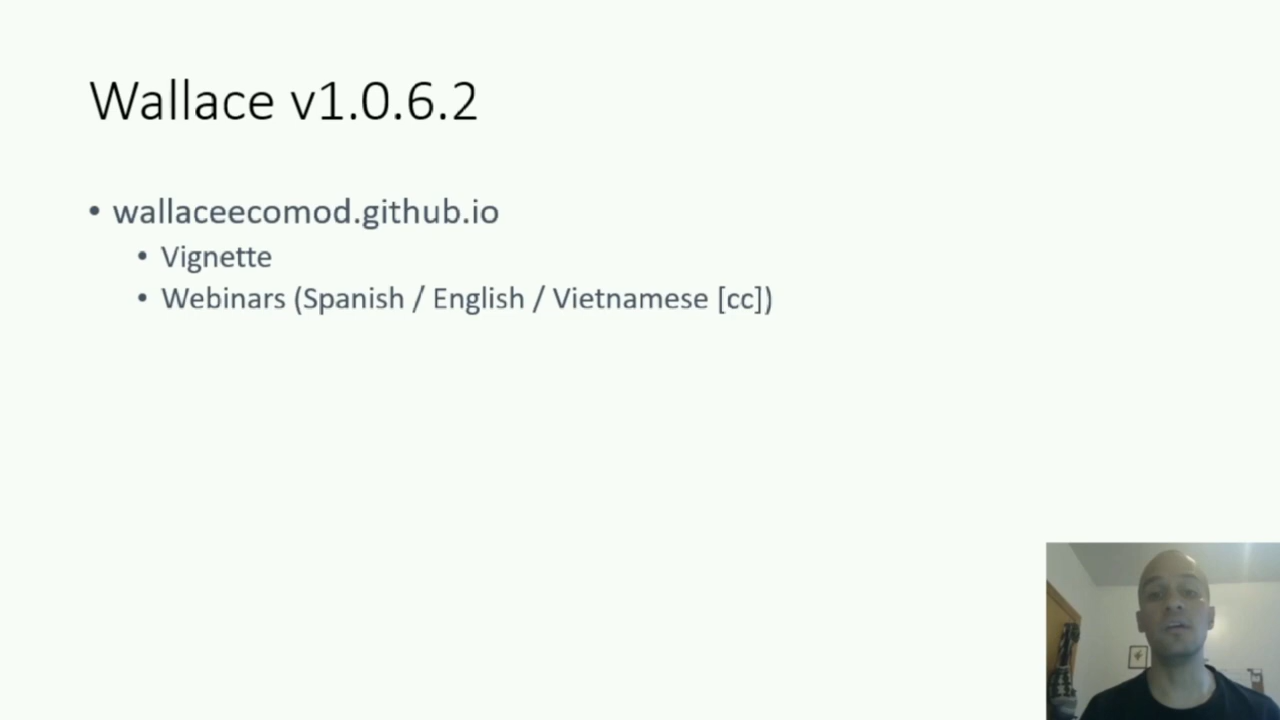 Wallace v1.0.6.2
• wallaceecomod.github.io
• Vignette
• Webinars (Spanish / English / Vietnamese [cc])